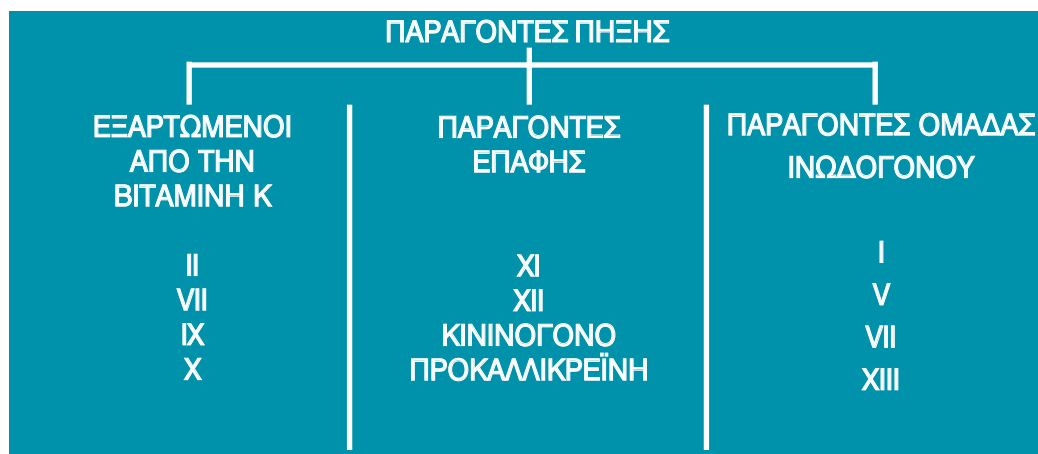 ΠΑΡΑΓΟΝΤΕΣ ΠΗΞΗΣ
ΕΞΑΡΤΩΜΕΝΟΙ
ΑΠΟ ΤΗΝ
ΒΙΤΑΜΙΝΗ Κ
II
VII
IX
X
ΠΑΡΑΓΟΝΤΕΣ
ΕΠΑΦΗΣ
XI
XII
ΚΙΝΙΝΟΓΟΝΟ
ΠΡΟΚΑΛΛΙΚΡΕΪΝΗ
ΠΑΡΑΓΟΝΤΕΣ ΟΜΑΔΑΣ
ΙΝΩΔΟΓΟΝΟΥ
I
V
VII
XIII